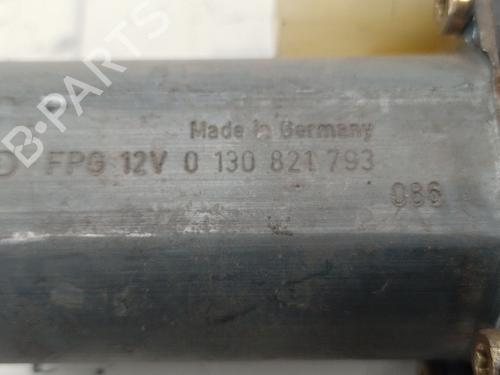 Made in Germany
FPG 12V 0 130 821 793
086
B-PARTS